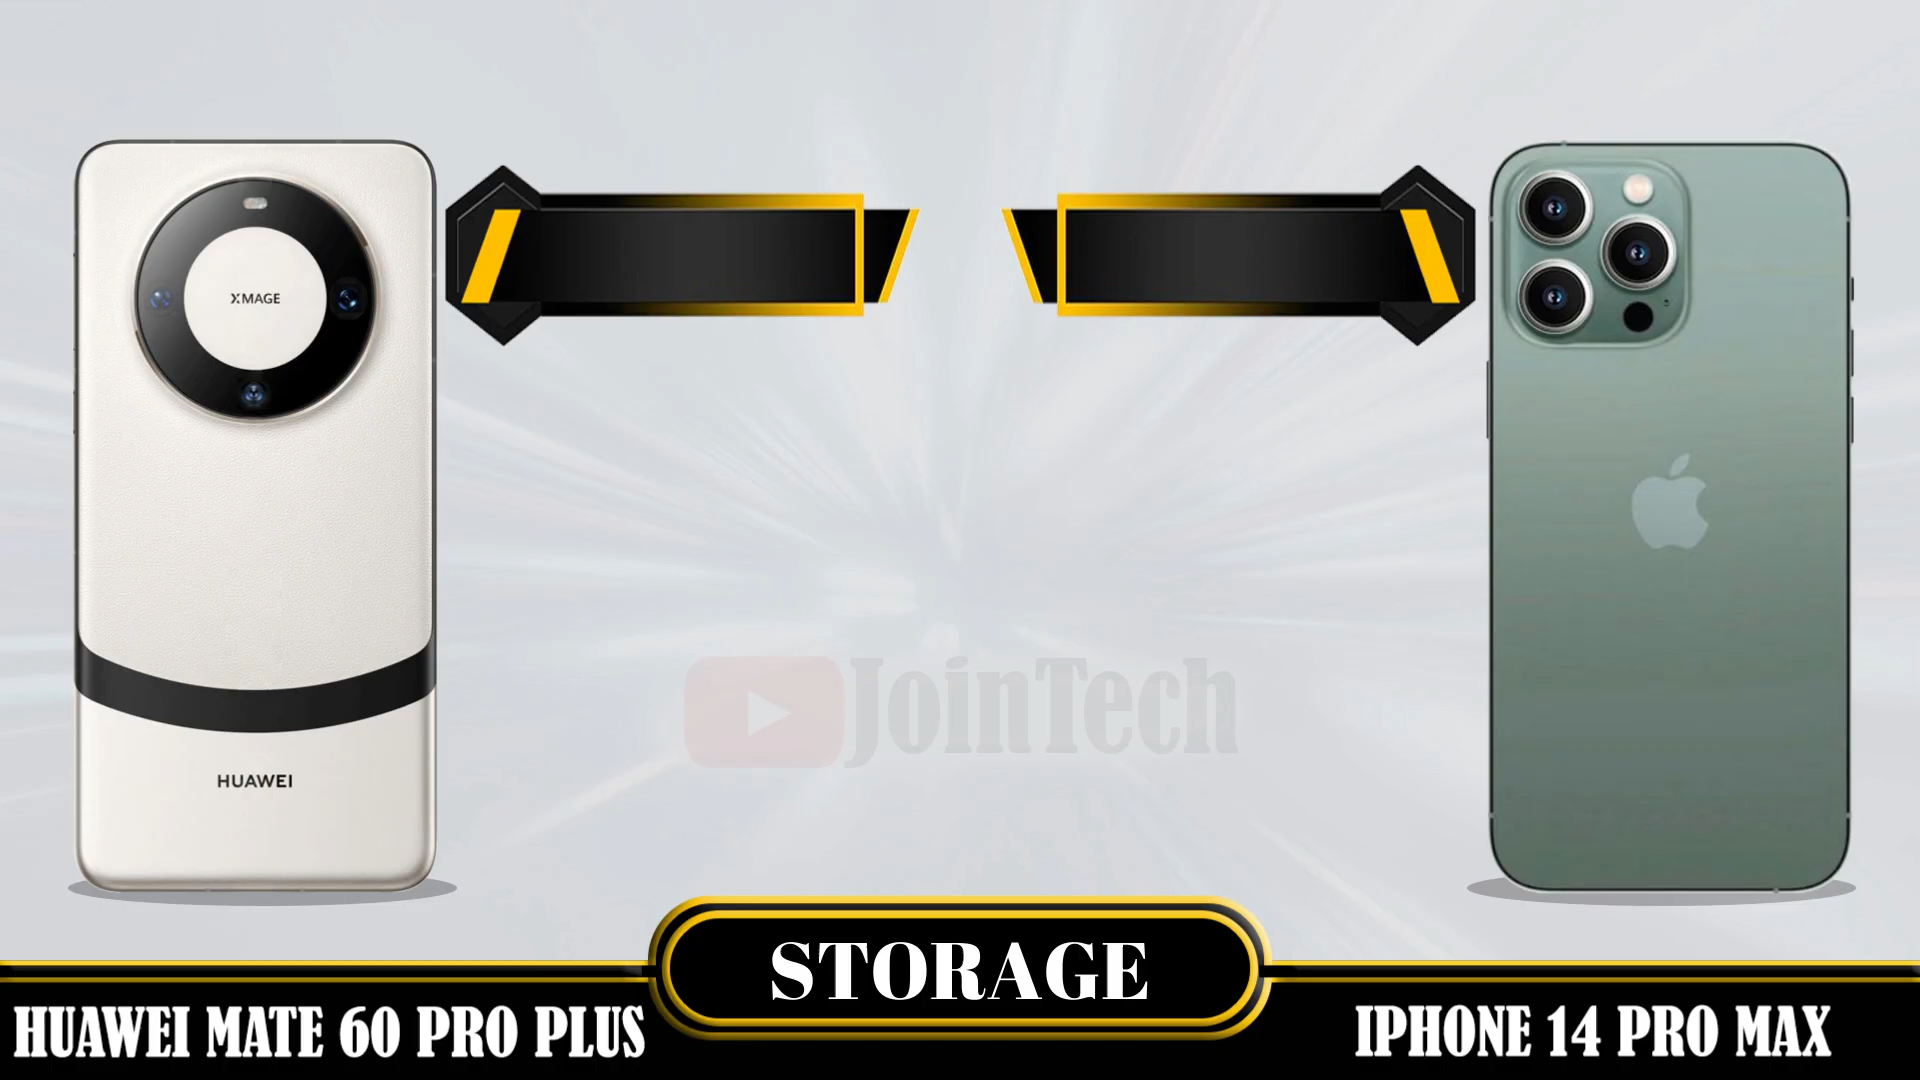 XMAGE
HUAWEI
JoinTech
STORAGE
HUAWEI MATE 60 PRO PLUS
IPHONE 14 PRO MAX